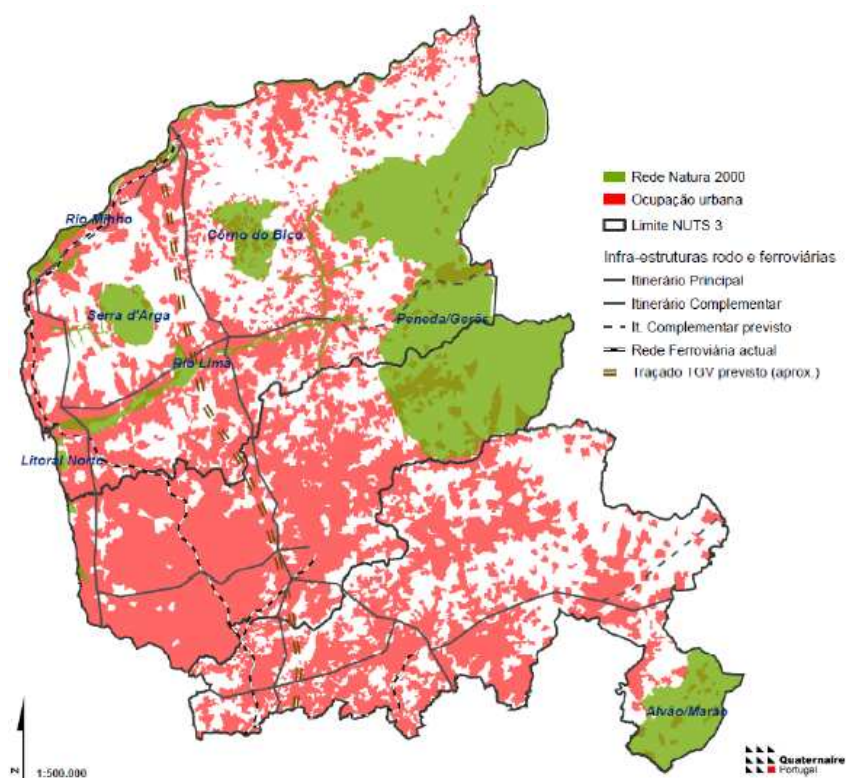 Rede Natura 2000
Ocupação urbana
Limite NUTS 3
Infra-estruturas rodo e ferroviárias
Itinerário Principal
Itinerário Complementar
It. Complementar previsto
Rede Ferroviária actual
Traçado TGV previsto (aprox.)
Rio Minho
Corno do Bico
Serra d'Arga
Peneda/Gerês
Rio Lima
Litoral Norte
Alvão/Marão
N
1:500.000
Quaternaire
Portugal